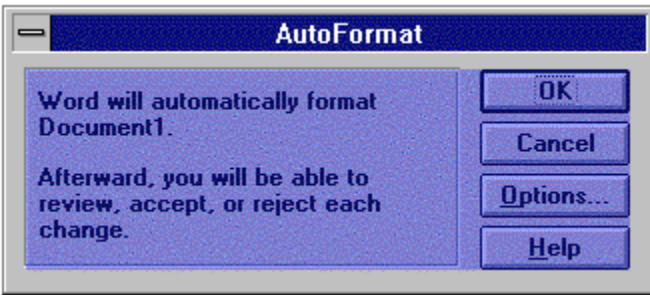 AutoFormat
Word will automatically format
Document1.
Afterward, you will be able to
review, accept, or reject each
change.
OK
Cancel
Options...
Help